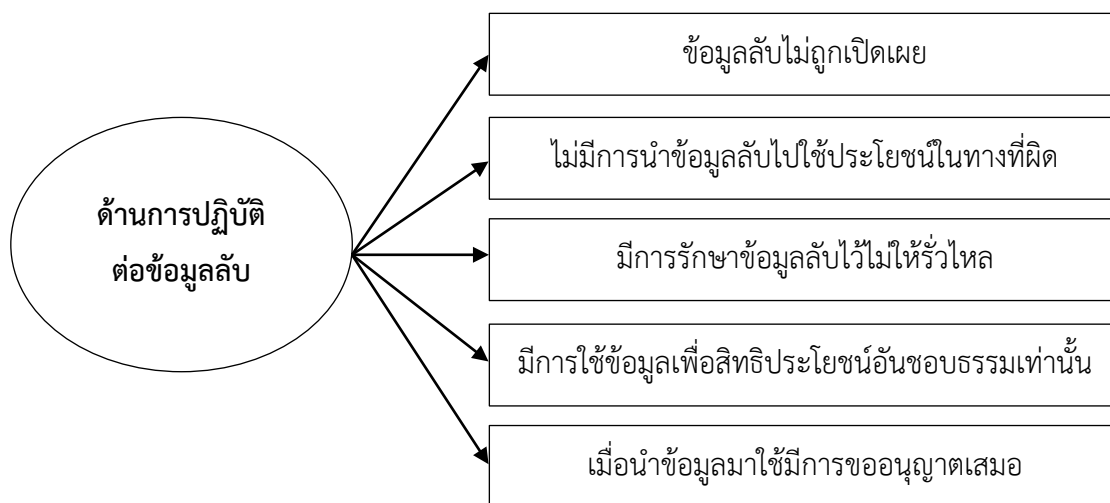 ด้านการปฏิบัติ
ต่อข้อมูลลับ
ข้อมูลลับไม่ถูกเปิดเผย
ไม่มีการนำข้อมูลลับไปใช้ประโยชน์ในทางที่ผิด
มีการรักษาข้อมูลลับไว้ไม่ให้รั่วไหล
มีการใช้ข้อมูลเพื่อสิทธิประโยชน์อันชอบธรรมเท่านั้น
เมื่อนำข้อมูลมาใช้มีการขออนุญาตเสมอ